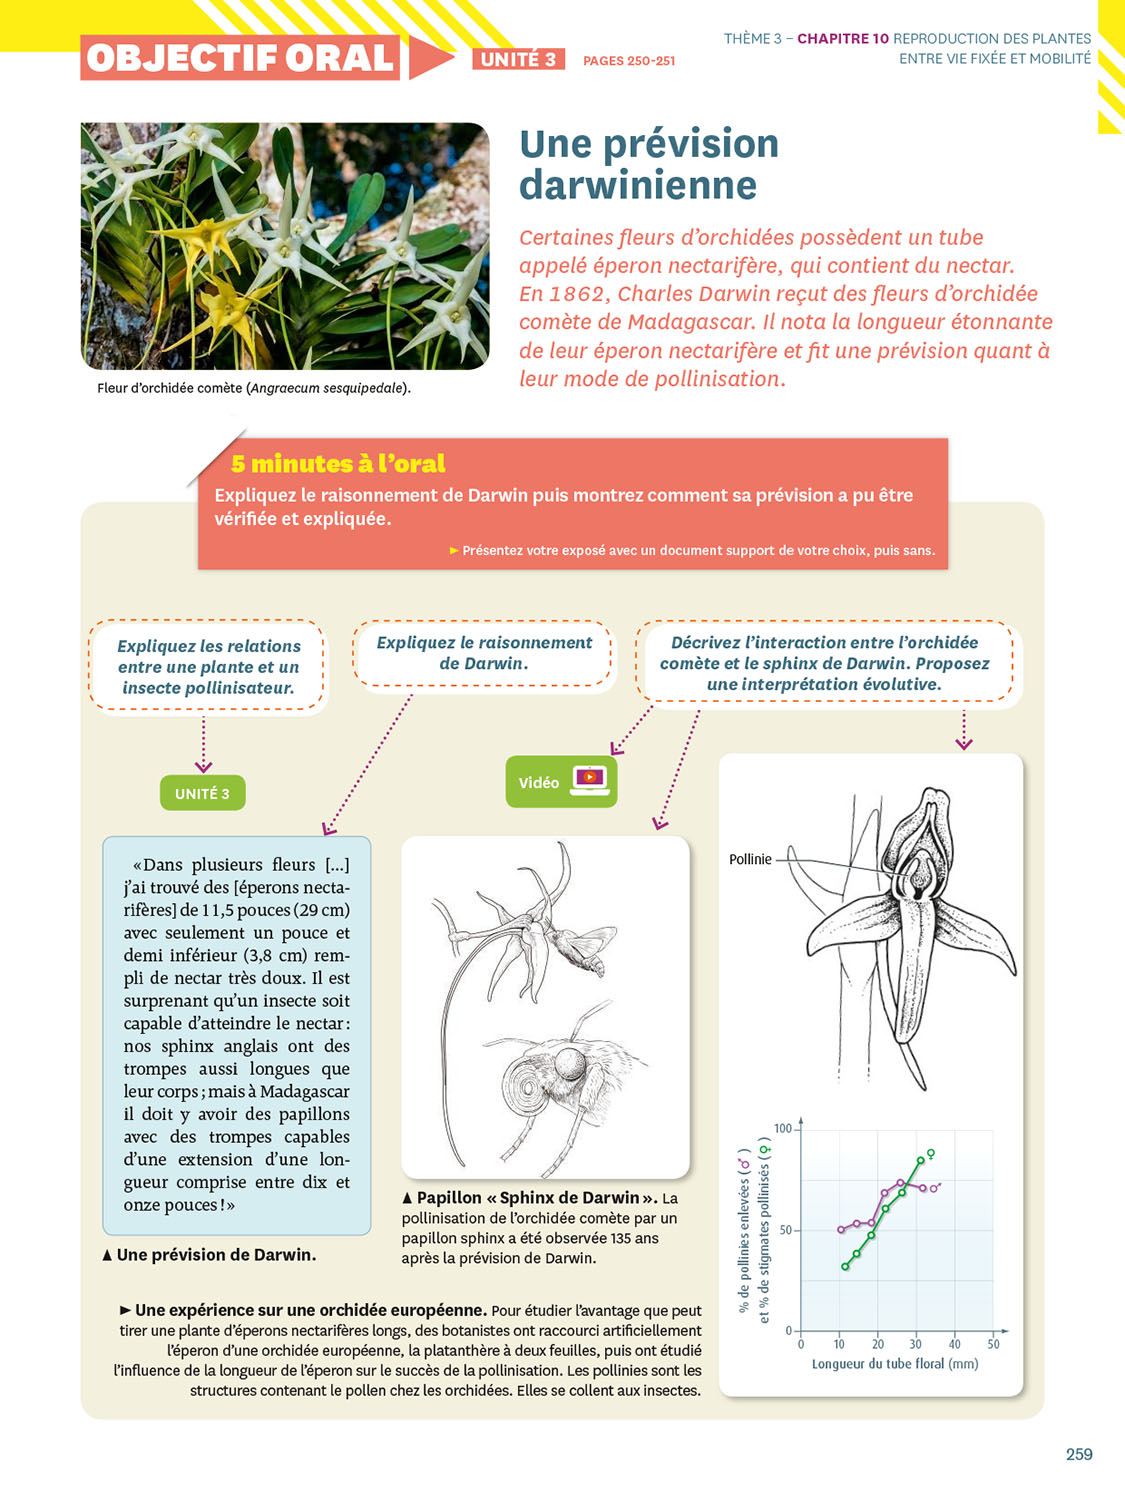 OBJECTIF ORAL
UNITÉ 3
PAGES 250-251
THÈME 3 – CHAPITRE 10 REPRODUCTION DES PLANTES
ENTRE VIE FIXÉE ET MOBILITÉ
Une prévision
darwinienne
Certaines fleurs d’orchidées possèdent un tube
appelé éperon nectarifère, qui contient du nectar.
En 1862, Charles Darwin reçut des fleurs d’orchidée
comète de Madagascar. Il nota la longueur étonnante
de leur éperon nectarifère et fit une prévision quant à
leur mode de pollinisation.
Fleur d’orchidée comète (Angraecum sesquipedale).
5 minutes à l’oral
Expliquez le raisonnement de Darwin puis montrez comment sa prévision a pu être
vérifiée et expliquée.
► Présentez votre exposé avec un document support de votre choix, puis sans.
Expliquez les relations
entre une plante et un
insecte pollinisateur.
Expliquez le raisonnement
de Darwin.
Décrivez l’interaction entre l’orchidée
comète et le sphinx de Darwin. Proposez
une interprétation évolutive.
UNITÉ 3
Vidéo
« Dans plusieurs fleurs [...]
j’ai trouvé des [éperons necta-
rifères] de 11,5 pouces (29 cm)
avec seulement un pouce et
demi inférieur (3,8 cm) rem-
pli de nectar très doux. Il est
surprenant qu’un insecte soit
capable d’atteindre le nectar :
nos sphinx anglais ont des
trompes aussi longues que
leur corps ; mais à Madagascar
il doit y avoir des papillons
avec des trompes capables
d’une extension d’une lon-
gueur comprise entre dix et
onze pouces ! »
▲ Une prévision de Darwin.
▲ Papillon « Sphinx de Darwin ». La
pollinisation de l’orchidée comète par un
papillon sphinx a été observée 135 ans
après la prévision de Darwin.
► Une expérience sur une orchidée européenne. Pour étudier l’avantage que peut
tirer une plante d’éperons nectarifères longs, des botanistes ont raccourci artificiellement
l’éperon d’une orchidée européenne, la platanthère à deux feuilles, puis ont étudié
l’influence de la longueur de l’éperon sur le succès de la pollinisation. Les pollinies sont les
structures contenant le pollen chez les orchidées. Elles se collent aux insectes.
Pollinie
% de pollinies enlevées (♂)
et % de stigmates pollinisés (♀)
100
50
0
♀
♂
0 10 20 30 40 50
Longueur du tube floral (mm)
259